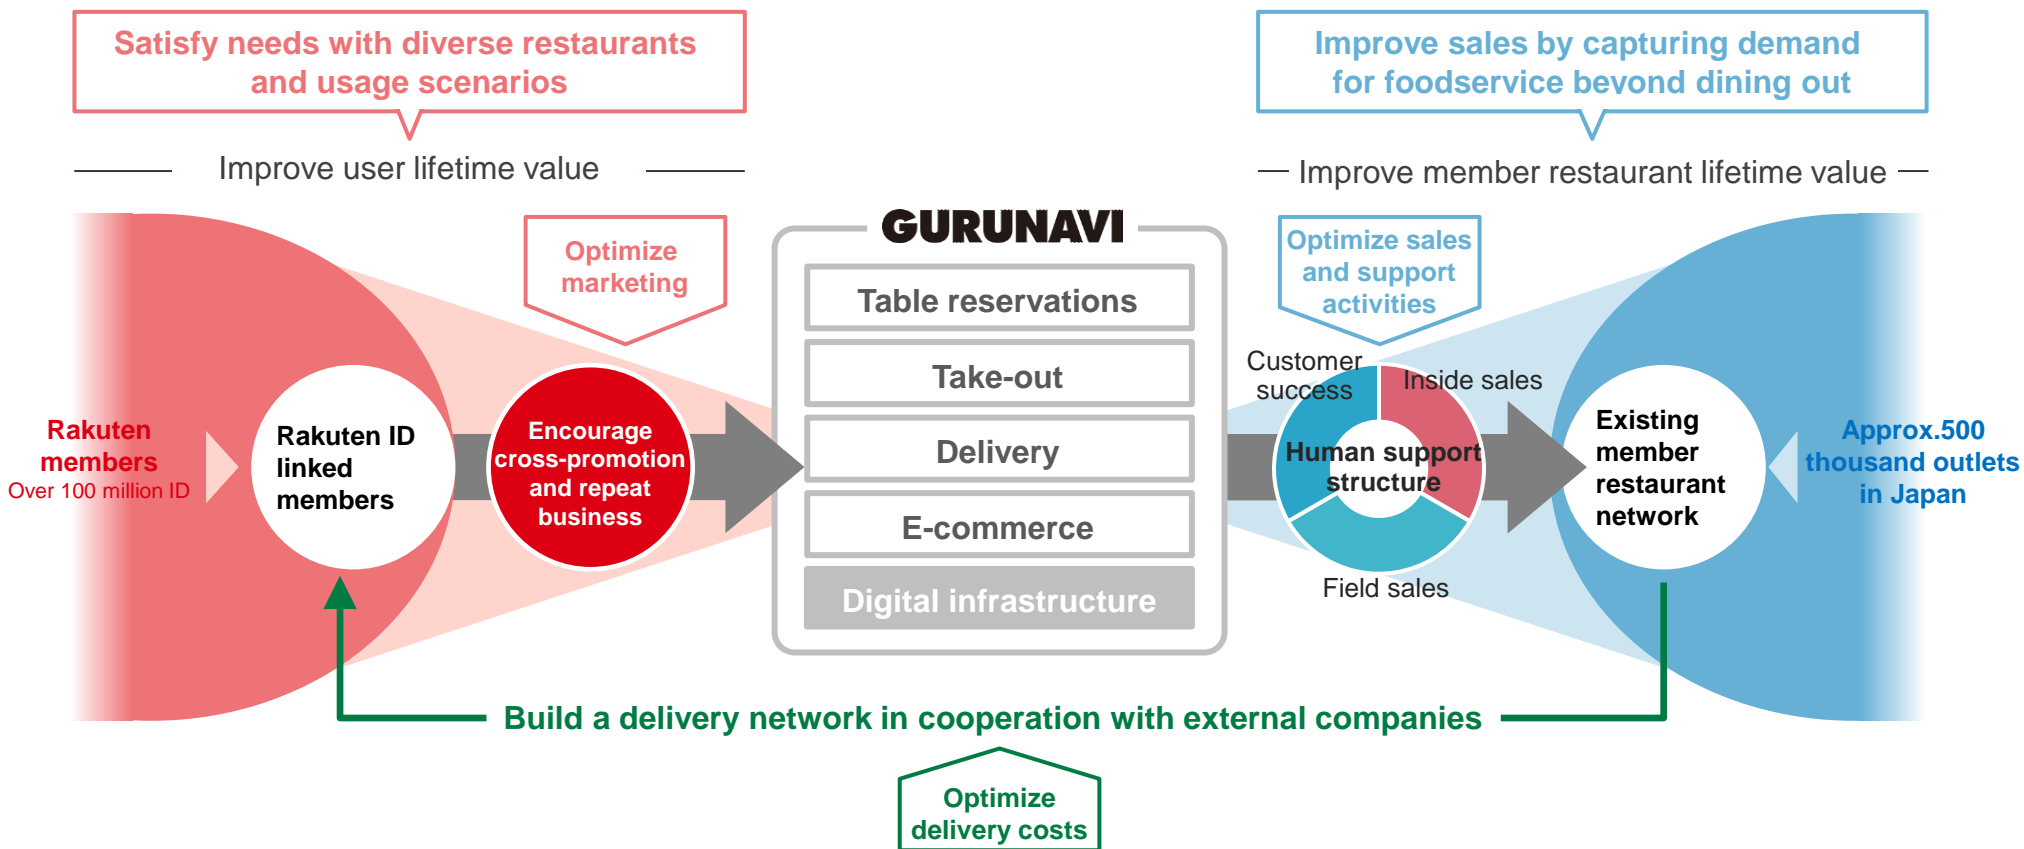 Satisfy needs with diverse restaurants
and usage scenarios
Improve sales by capturing demand
for foodservice beyond dining out
Improve user lifetime value
Improve member restaurant lifetime value
Optimize
marketing
GURUNAVI
Optimize sales
and support
activities
Table reservations
Take-out
Delivery
E-commerce
Digital infrastructure
Rakuten
members
Over 100 million ID
Rakuten ID
linked
members
Encourage
cross-promotion
and repeat
business
Customer
success
Inside sales
Human support
structure
Field sales
Existing
member
restaurant
network
Approx.500
thousand outlets
in Japan
Build a delivery network in cooperation with external companies
Optimize
delivery costs